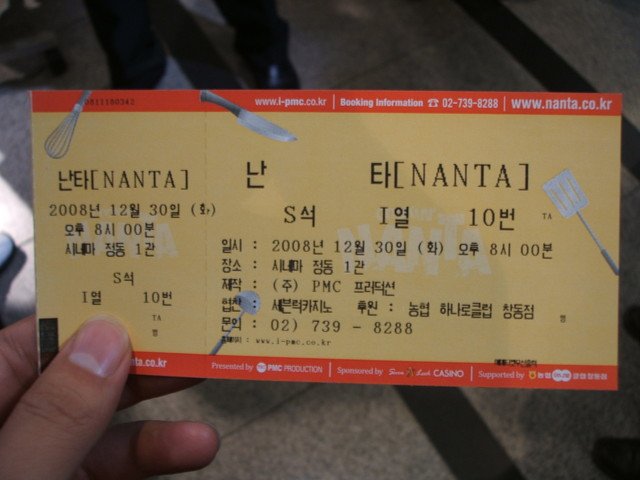 0811180342
www.i-pmc.co.kr | Booking Information ☎ 02-739-8288 | www.nanta.co.kr
난타[NANTA]
2008년 12월 30일 (화)
오후 8시 00분
시네마 정동 1관
S석
I열 10번
TA
명
nta.co.kr
난 타[NANTA]
S석 I열 10번 TA
일시 : 2008년 12월 30일 (화) 오후 8시 00분
장소 : 시네마 정동 1관
제작 : (주) PMC 프러덕션
협찬 : 세븐럭카지노 후원 : 농협 하나로클럽 창동점 명
문의 : 02) 739 - 8288
홈페이지 : www.i-pmc.co.kr
Presented by PMC PRODUCTION | Sponsored by Seven Luck CASINO | Supported by 농협